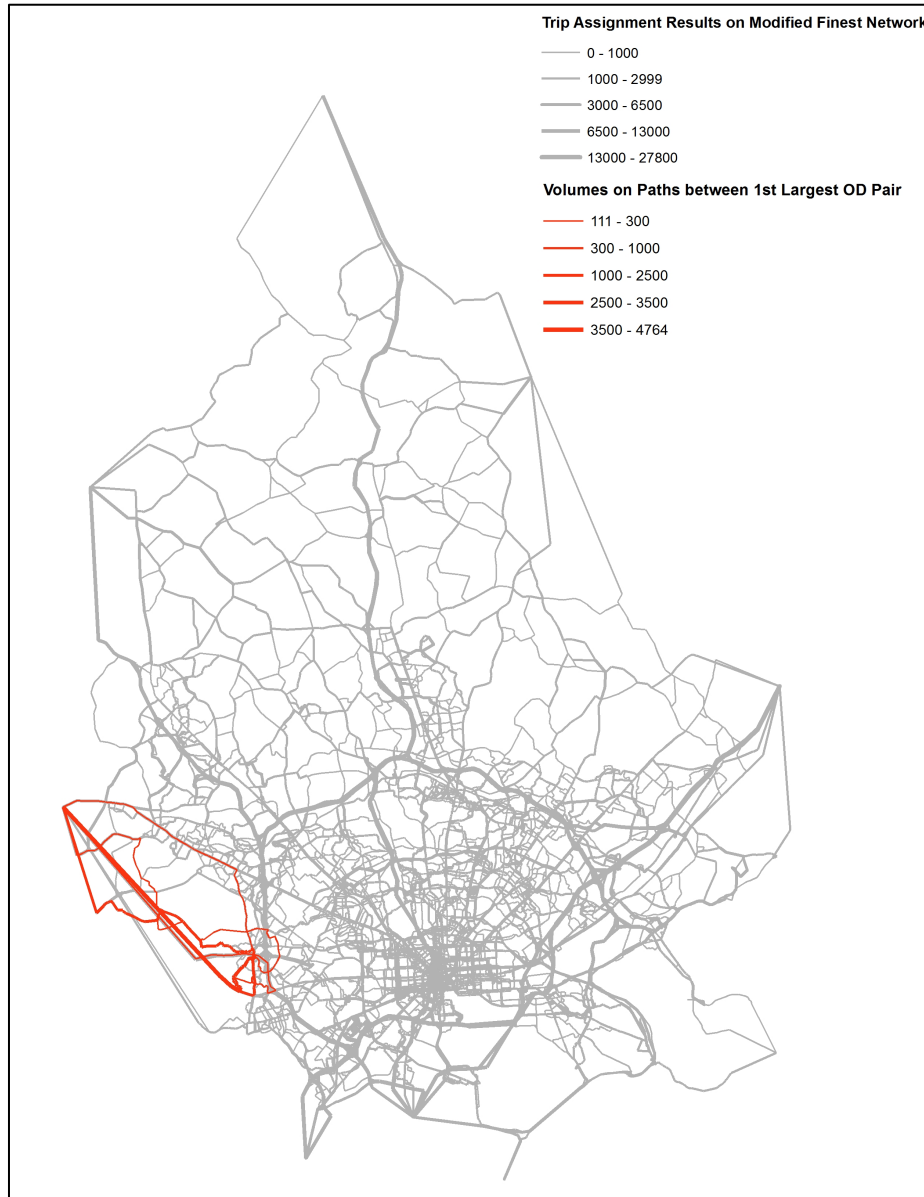 Trip Assignment Results on Modified Finest Network
0 - 1000
1000 - 2999
3000 - 6500
6500 - 13000
13000 - 27800
Volumes on Paths between 1st Largest OD Pair
111 - 300
300 - 1000
1000 - 2500
2500 - 3500
3500 - 4764